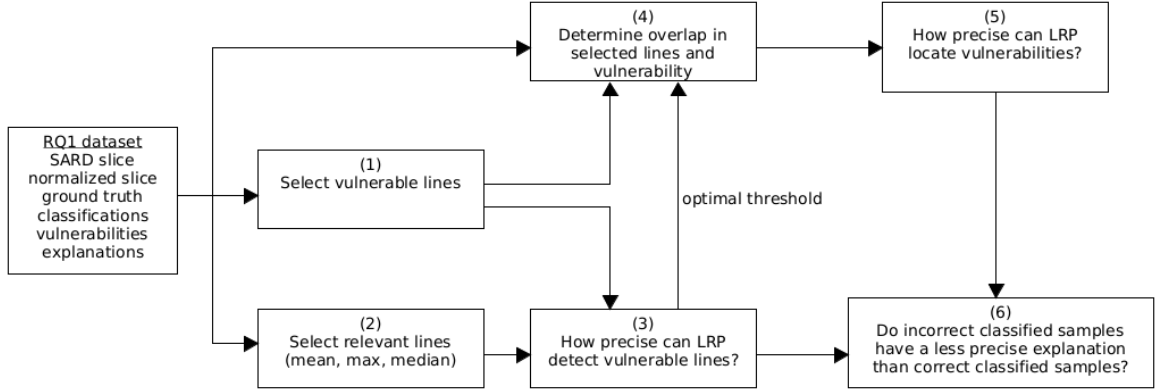 RQ1 dataset
SARD slice
normalized slice
ground truth
classifications
vulnerabilities
explanations
(1)
Select vulnerable lines
(2)
Select relevant lines
(mean, max, median)
(3)
How precise can LRP
detect vulnerable lines?
optimal threshold
(4)
Determine overlap in
selected lines and
vulnerability
(5)
How precise can LRP
locate vulnerabilities?
(6)
Do incorrect classified samples
have a less precise explanation
than correct classified samples?